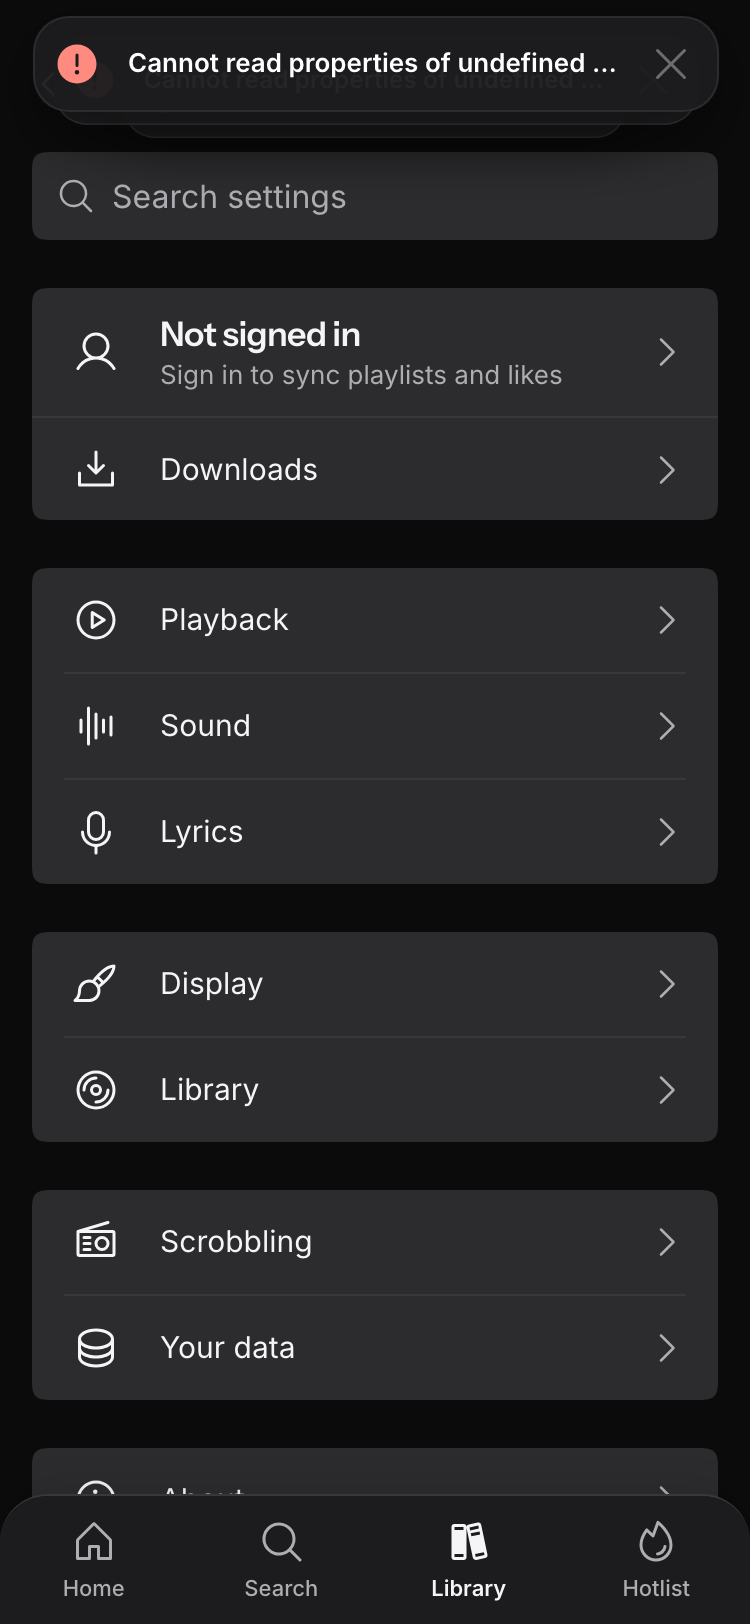 Cannot read properties of undefined ...
Search settings
Not signed in
Sign in to sync playlists and likes
Downloads
Playback
Sound
Lyrics
Display
Library
Scrobbling
Your data
About
Home
Search
Library
Hotlist